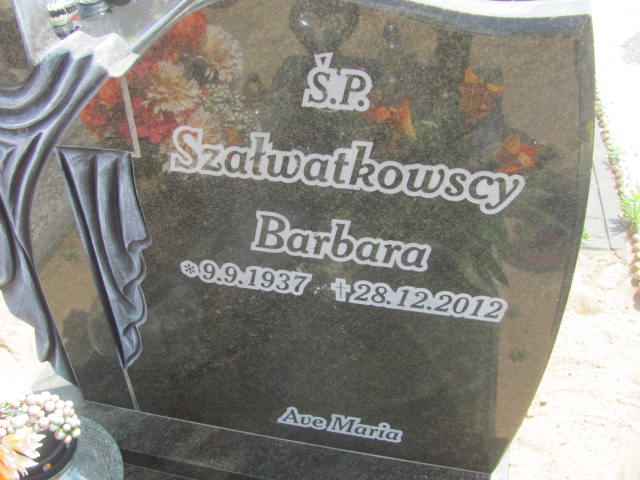 Ś.P.
Szałwatkowscy
Barbara
*9.9.1937 †28.12.2012
Ave Maria